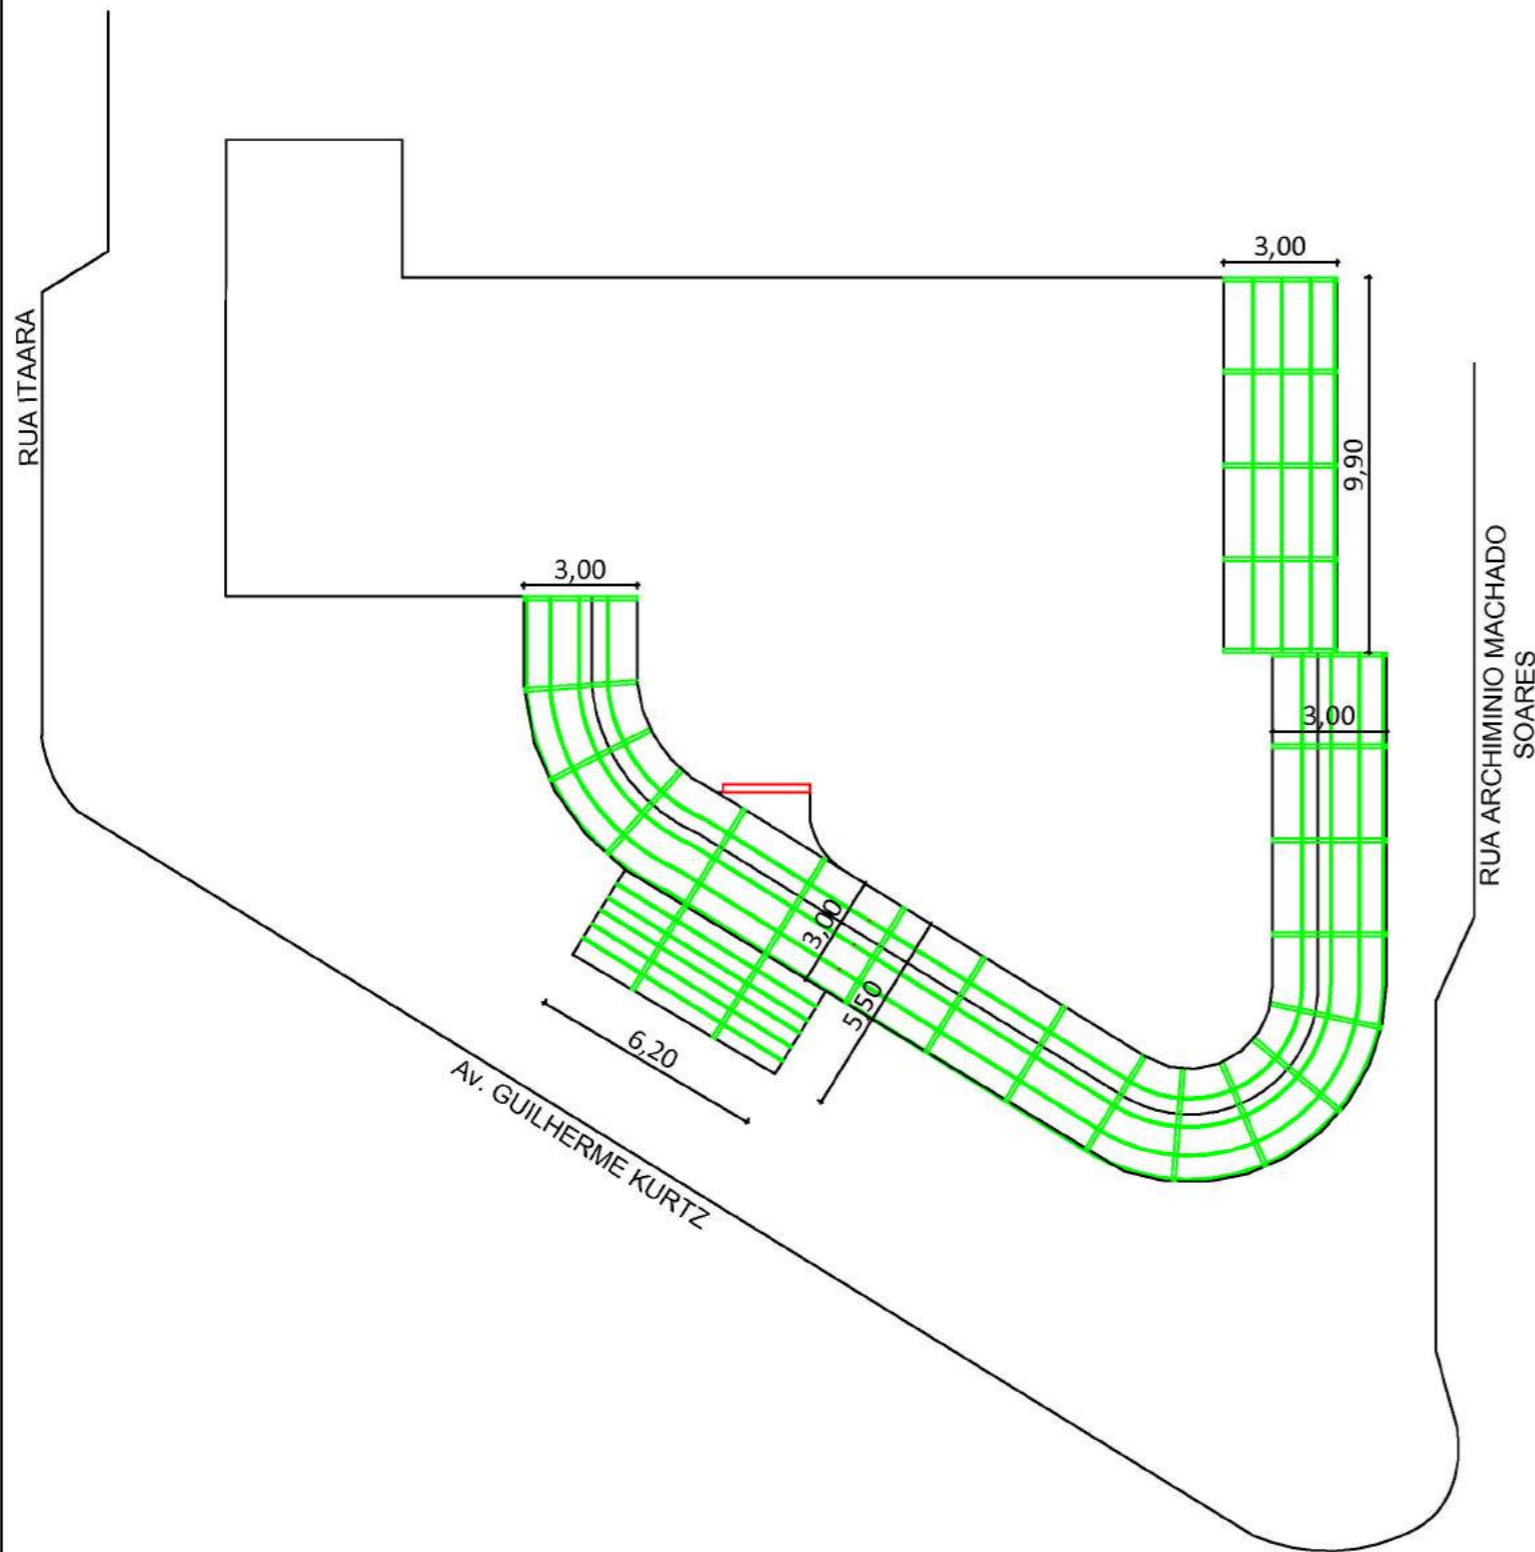 3,00
RUA ITAARA
9,90
3,00
RUA ARCHIMINIO MACHADO
SOARES
3,00
3,00
5,50
6,20
Av. GUILHERME KURTZ